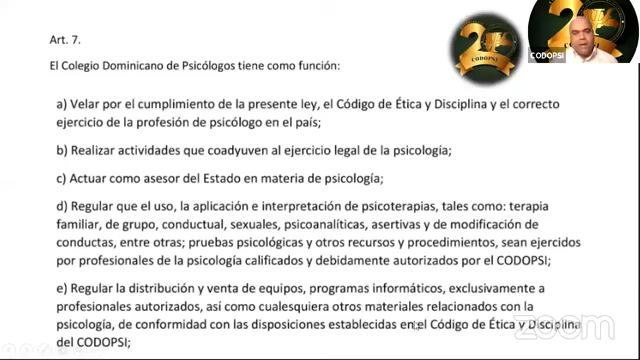 Art. 7.
El Colegio Dominicano de Psicólogos tiene como función:
a) Velar por el cumplimiento de la presente ley, el Código de Ética y Disciplina y el correcto
ejercicio de la profesión de psicólogo en el país;
b) Realizar actividades que coadyuven al ejercicio legal de la psicología;
c) Actuar como asesor del Estado en materia de psicología;
d) Regular que el uso, la aplicación e interpretación de psicoterapias, tales como: terapia
familiar, de grupo, conductual, sexuales, psicoanalíticas, asertivas y de modificación de
conductas, entre otras; pruebas psicológicas y otros recursos y procedimientos, sean ejercidos
por profesionales de la psicología calificados y debidamente autorizados por el CODOPSI;
e) Regular la distribución y venta de equipos, programas informáticos, exclusivamente a
profesionales autorizados, así como cualesquiera otros materiales relacionados con la
psicología, de conformidad con las disposiciones establecidas en el Código de Ética y Disciplina
del CODOPSI;
CODOPSI
CODOPSI
zoom